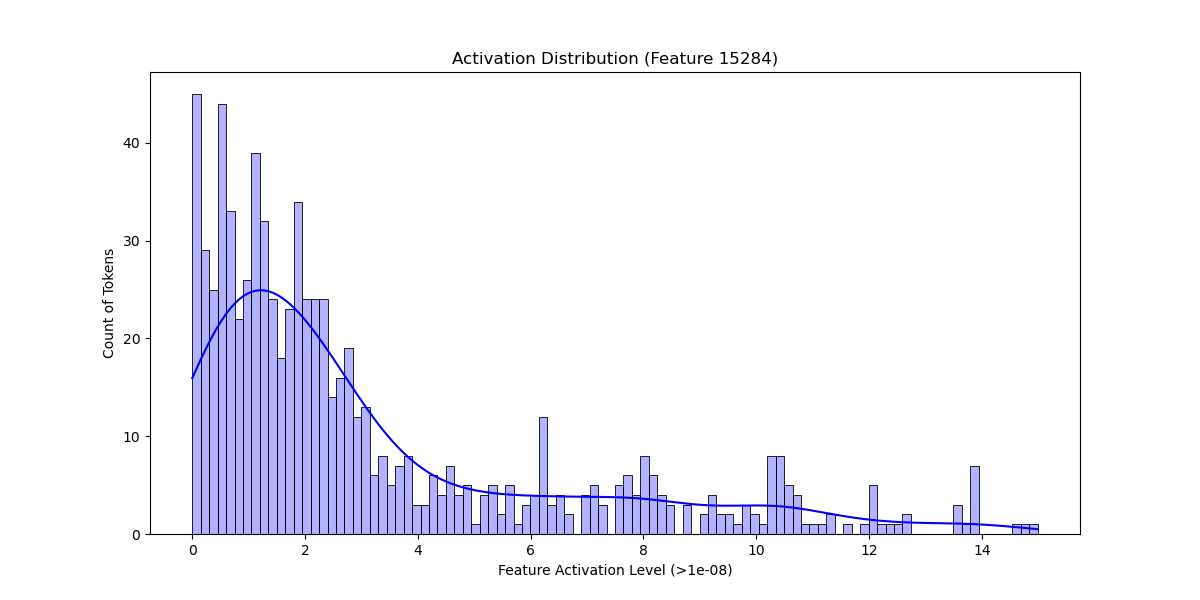 Activation Distribution (Feature 15284)
Count of Tokens
40
30
20
10
0
0 2 4 6 8 10 12 14
Feature Activation Level (>1e-08)